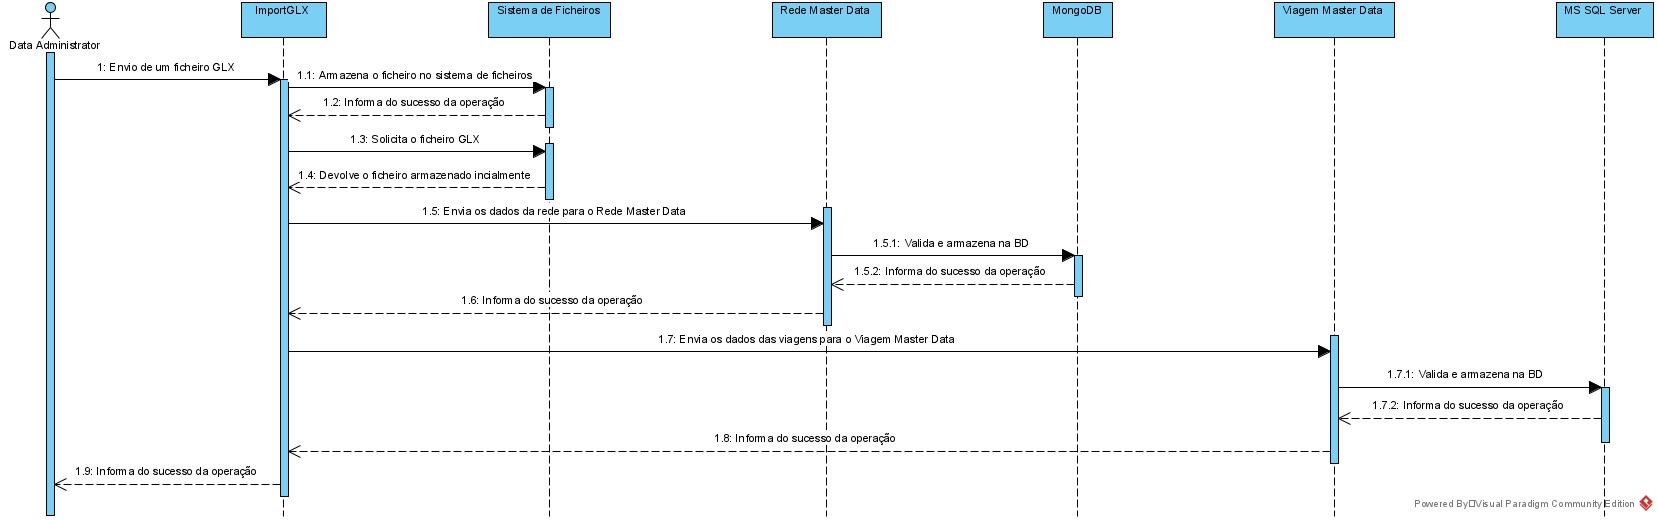 ImportGLX
Sistema de Ficheiros
Rede Master Data
MongoDB
Viagem Master Data
MS SQL Server
Data Administrator
1: Envio de um ficheiro GLX
1.1: Armazena o ficheiro no sistema de ficheiros
1.2: Informa do sucesso da operação
1.3: Solicita o ficheiro GLX
1.4: Devolve o ficheiro armazenado incialmente
1.5: Envia os dados da rede para o Rede Master Data
1.5.1: Valida e armazena na BD
1.5.2: Informa do sucesso da operação
1.6: Informa do sucesso da operação
1.7: Envia os dados das viagens para o Viagem Master Data
1.7.1: Valida e armazena na BD
1.7.2: Informa do sucesso da operação
1.8: Informa do sucesso da operação
1.9: Informa do sucesso da operação
Powered By Visual Paradigm Community Edition